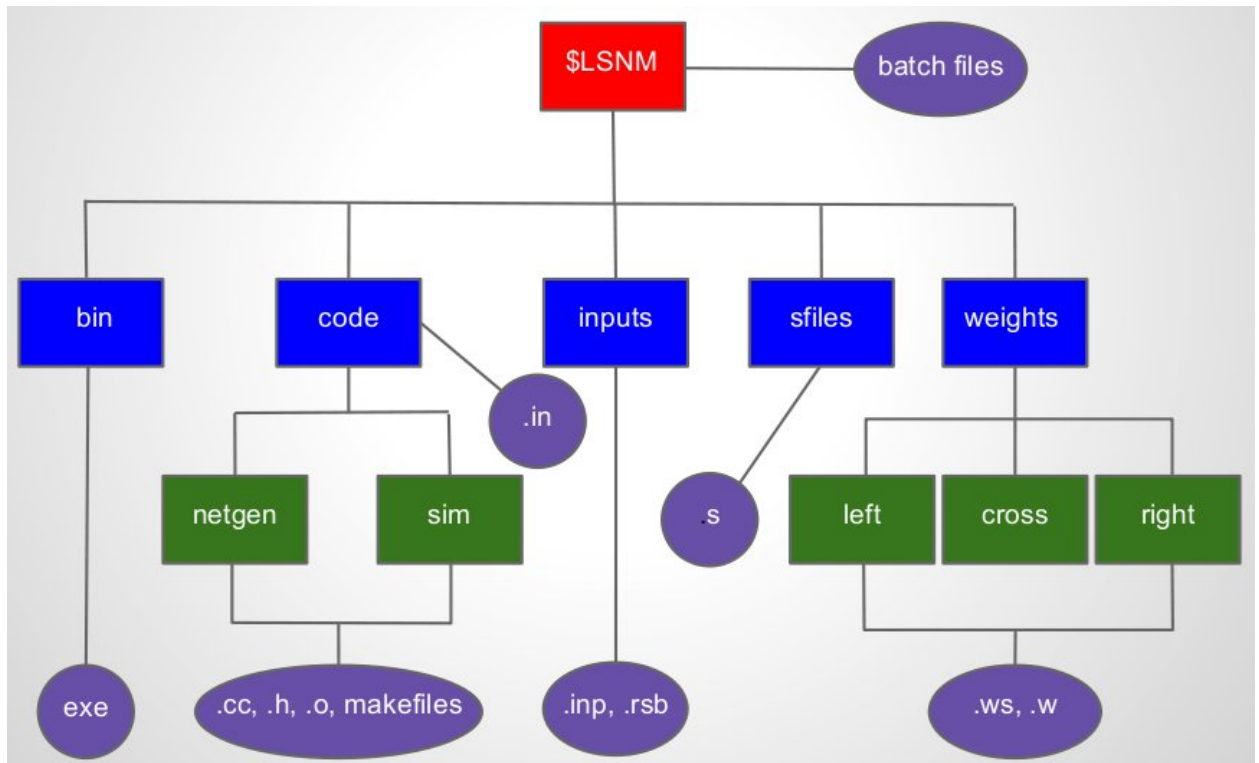 $LSNM
batch files
bin
code
inputs
sfiles
weights
.in
netgen
sim
.s
left
cross
right
exe
.cc, .h, .o, makefiles
.inp, .rsb
.ws, .w